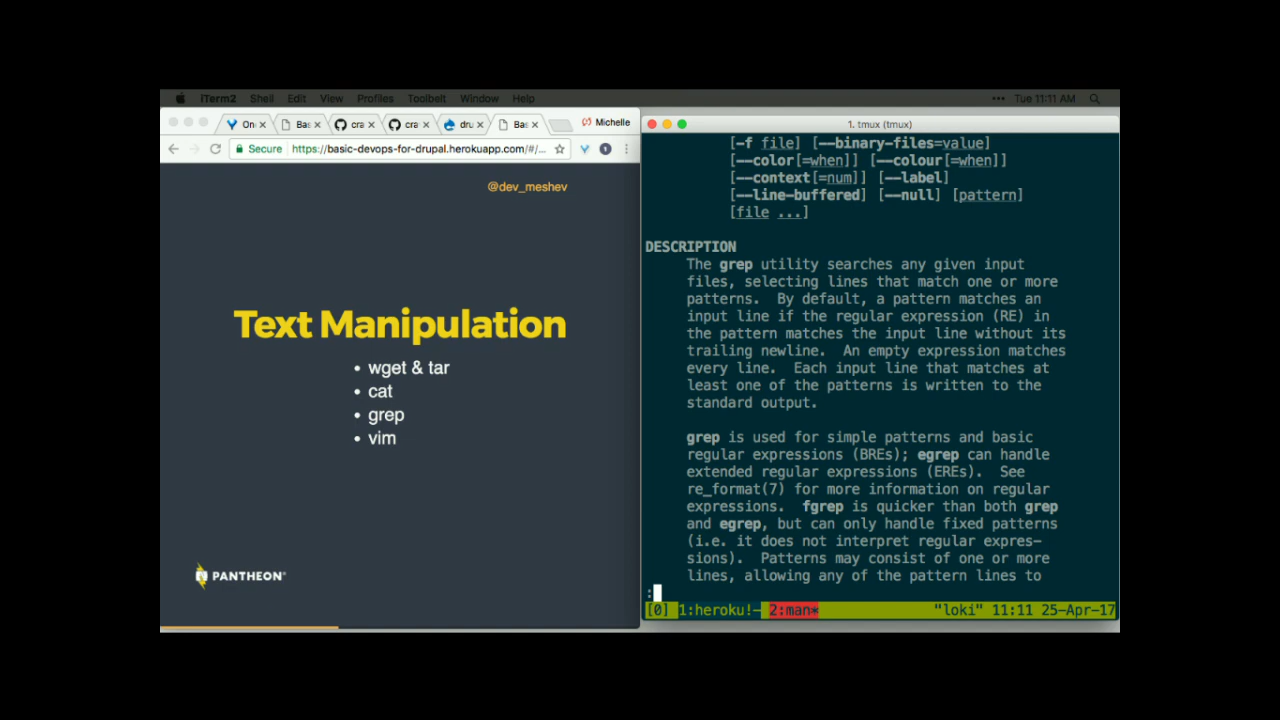 iTerm2 Shell Edit View Profiles Toolbelt Window Help ••• Tue 11:11 AM
On Bas cra cra dru Bas Michelle
Secure https://basic-devops-for-drupal.herokuapp.com/#/...
@dev_meshev
Text Manipulation
• wget & tar
• cat
• grep
• vim
PANTHEON
1. tmux (tmux)
[-f file] [--binary-files=value]
[--color[=when]] [--colour[=when]]
[--context[=num]] [--label]
[--line-buffered] [--null] [pattern]
[file ...]
DESCRIPTION
The grep utility searches any given input
files, selecting lines that match one or more
patterns. By default, a pattern matches an
input line if the regular expression (RE) in
the pattern matches the input line without its
trailing newline. An empty expression matches
every line. Each input line that matches at
least one of the patterns is written to the
standard output.
grep is used for simple patterns and basic
regular expressions (BREs); egrep can handle
extended regular expressions (EREs). See
re_format(7) for more information on regular
expressions. fgrep is quicker than both grep
and egrep, but can only handle fixed patterns
(i.e. it does not interpret regular expres-
sions). Patterns may consist of one or more
lines, allowing any of the pattern lines to
:
[0] 1:heroku!- 2:man* "loki" 11:11 25-Apr-17